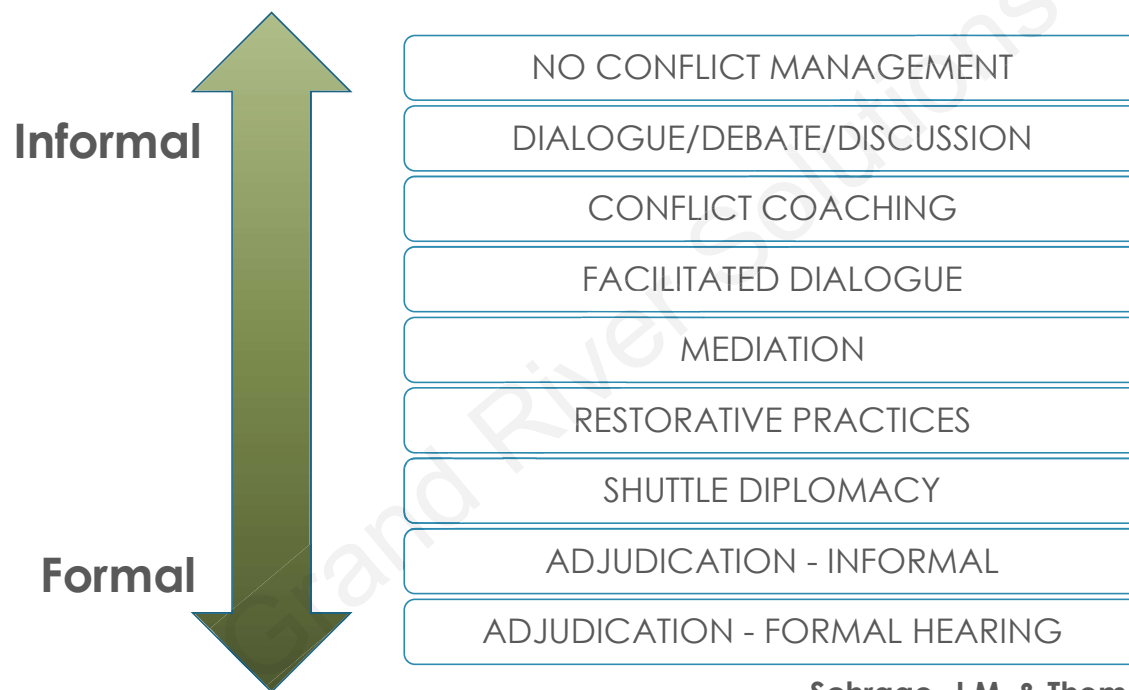 NO CONFLICT MANAGEMENT
Informal
DIALOGUE/DEBATE/DISCUSSION
CONFLICT COACHING
FACILITATED DIALOGUE
MEDIATION
RESTORATIVE PRACTICES
SHUTTLE DIPLOMACY
Formal
ADJUDICATION - INFORMAL
ADJUDICATION - FORMAL HEARING
Grand River Solutions